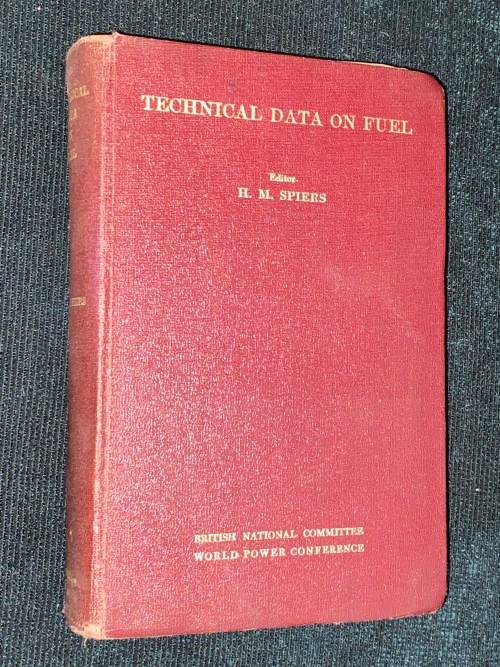 TECHNICAL DATA ON FUEL
Editor
H. M. SPIERS
BRITISH NATIONAL COMMITTEE
WORLD POWER CONFERENCE